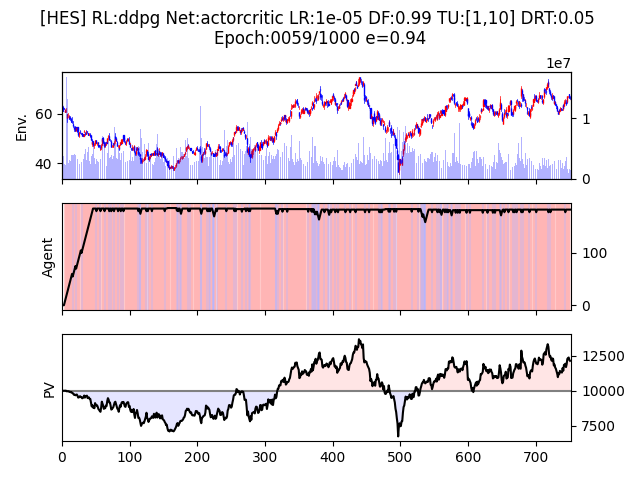 [HES] RL:ddpg Net:actorcritic LR:1e-05 DF:0.99 TU:[1,10] DRT:0.05
Epoch:0059/1000 e=0.94
1e7
Env.
60
40
1
0
Agent
100
0
PV
12500
10000
7500
0 100 200 300 400 500 600 700